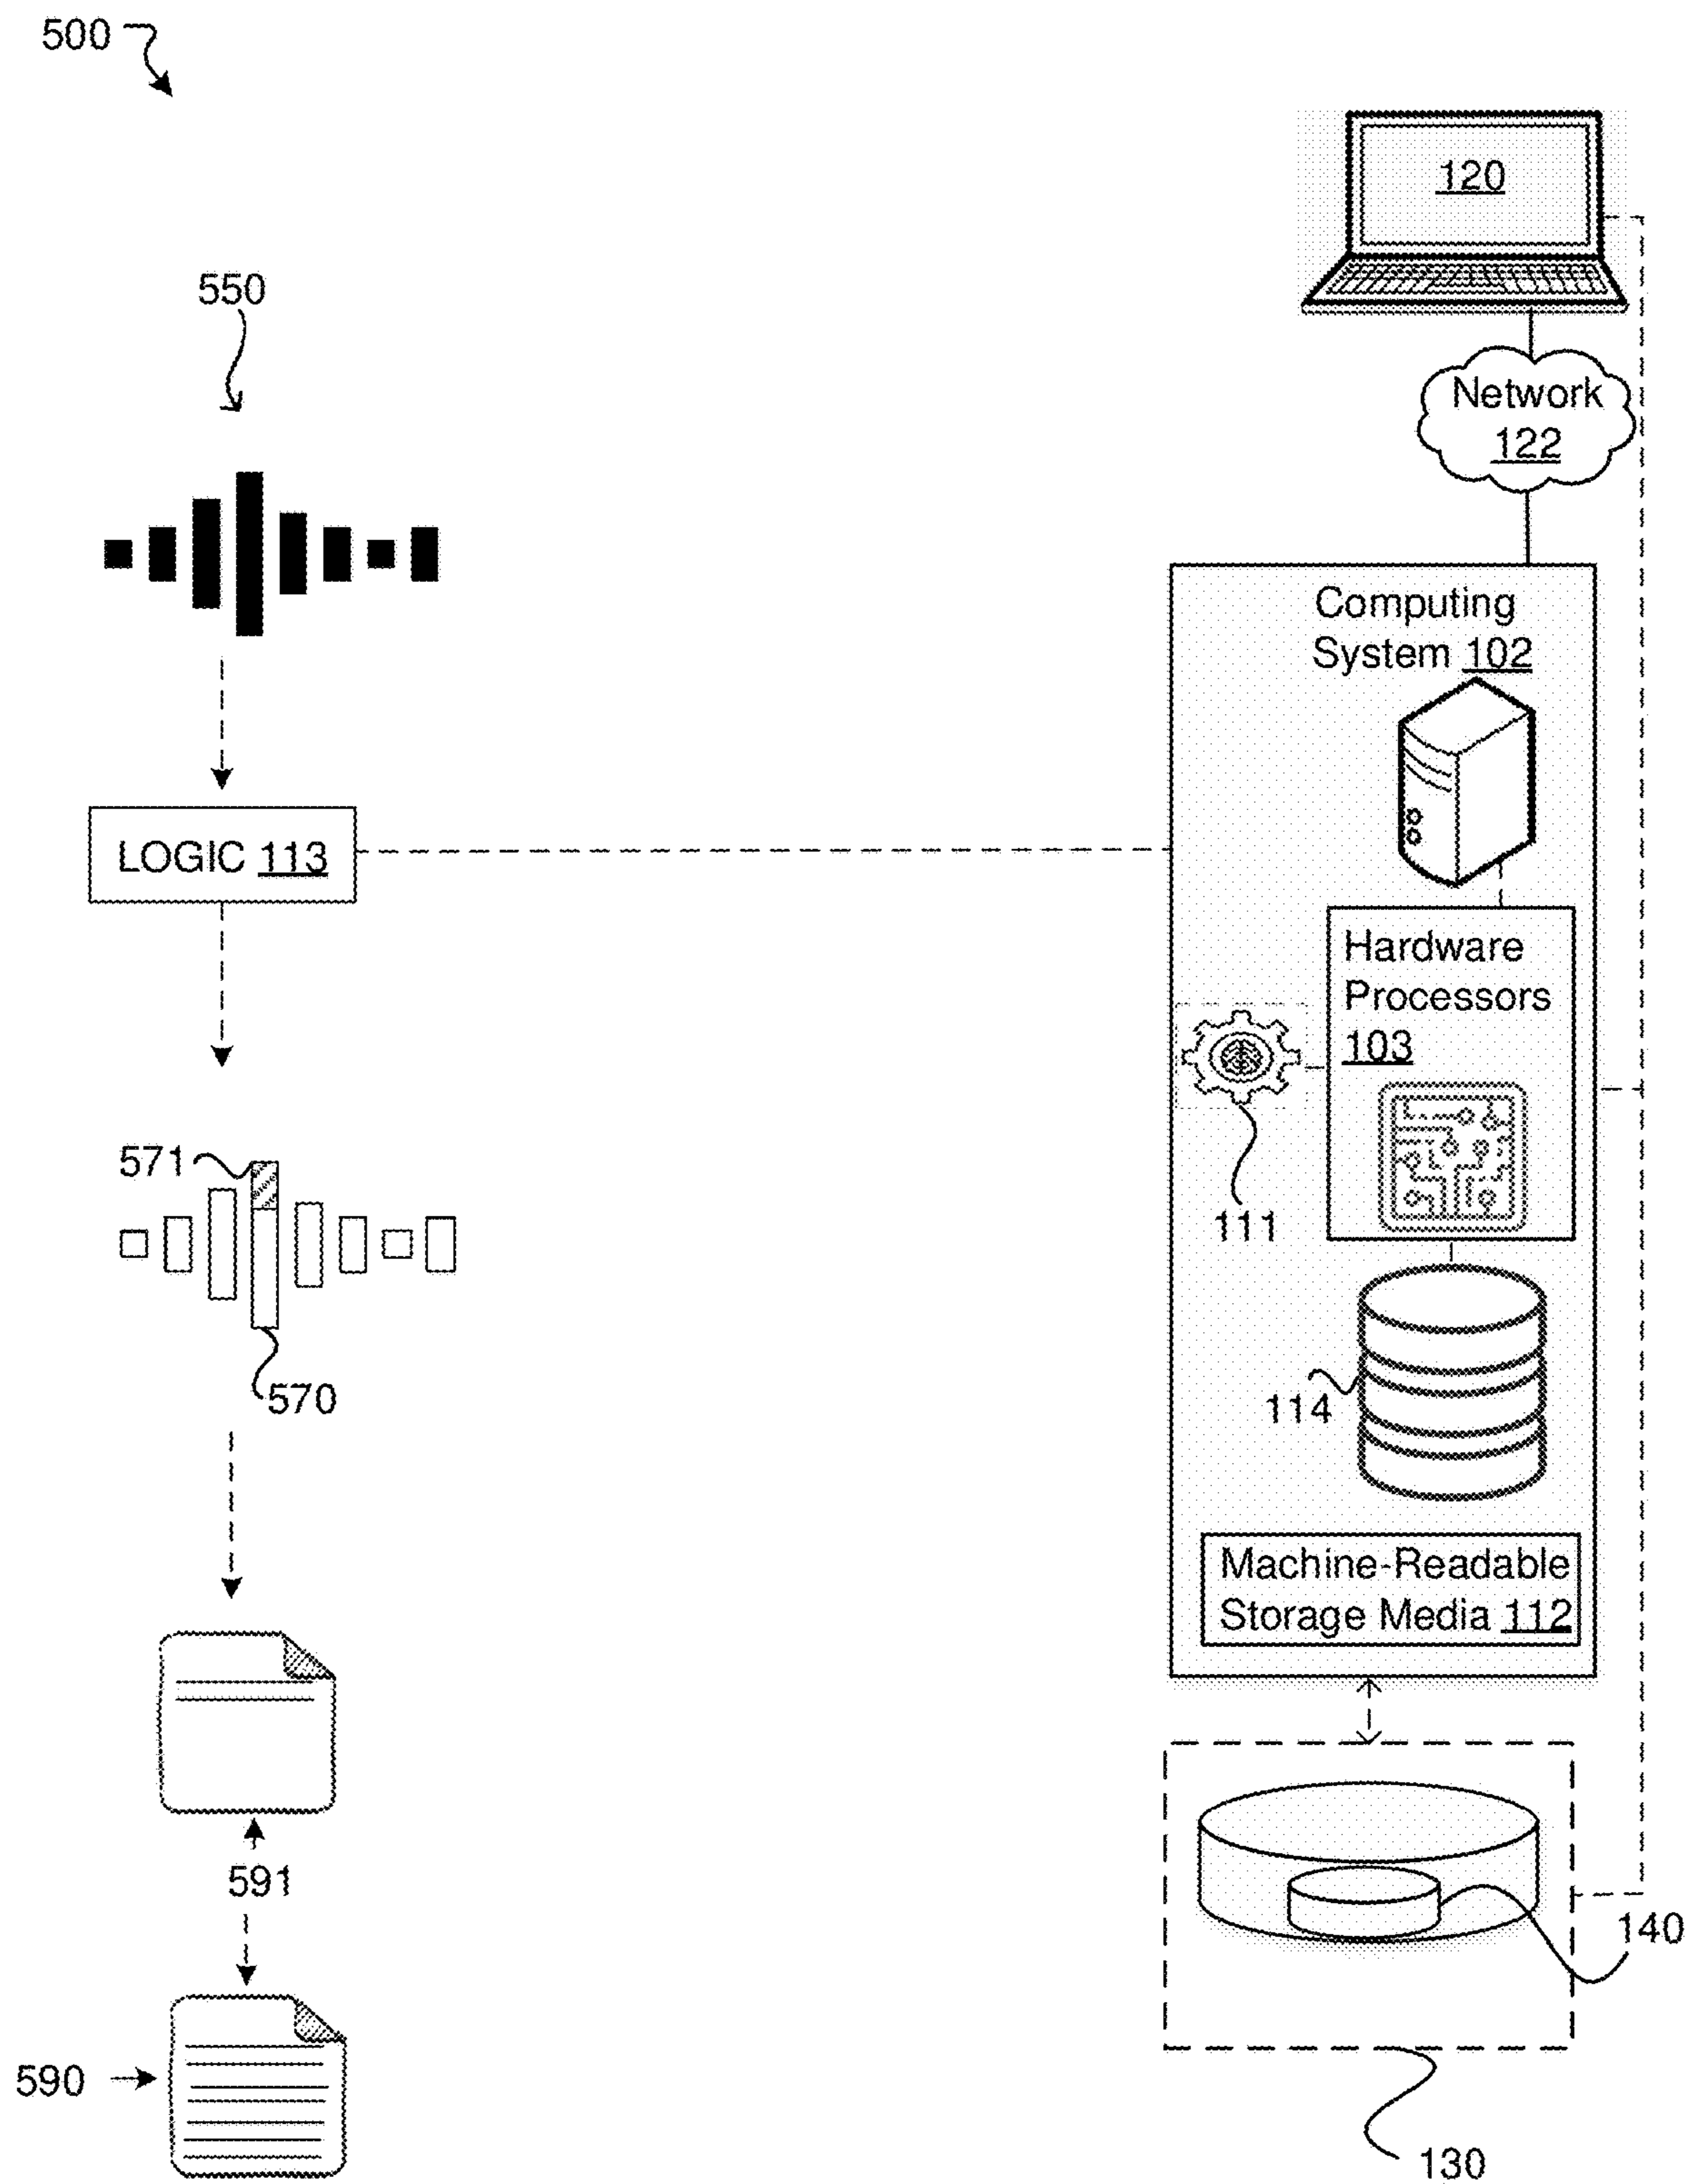 500
120
550
Network
122
Computing
System 102
LOGIC 113
Hardware
Processors
103
571
111
570
114
Machine-Readable
Storage Media 112
591
140
590
130